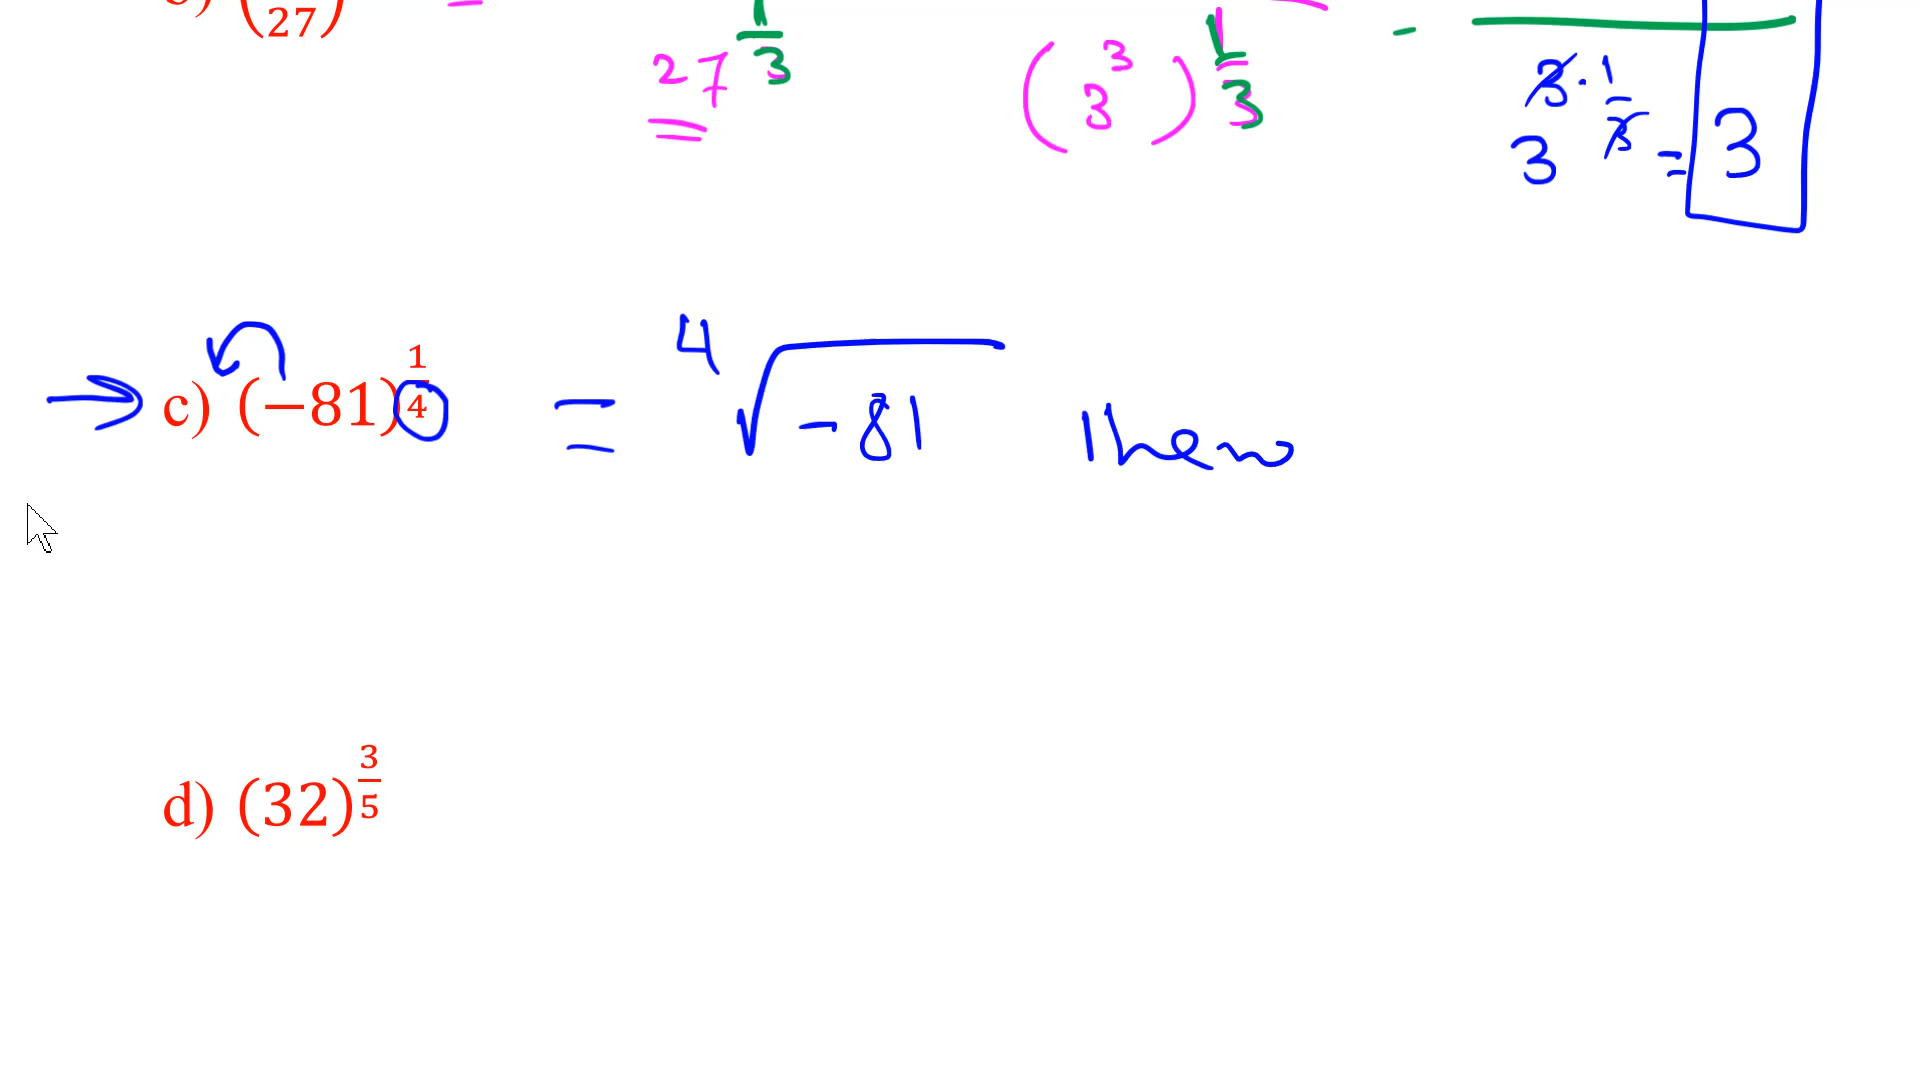 b) ( 27 ) = 27^{1/3} (3^3)^{1/3} - 3^{3·1/3} = 3
→ c) (−81)^{1/4} = ⁴√-81
d) (32)^{3/5}